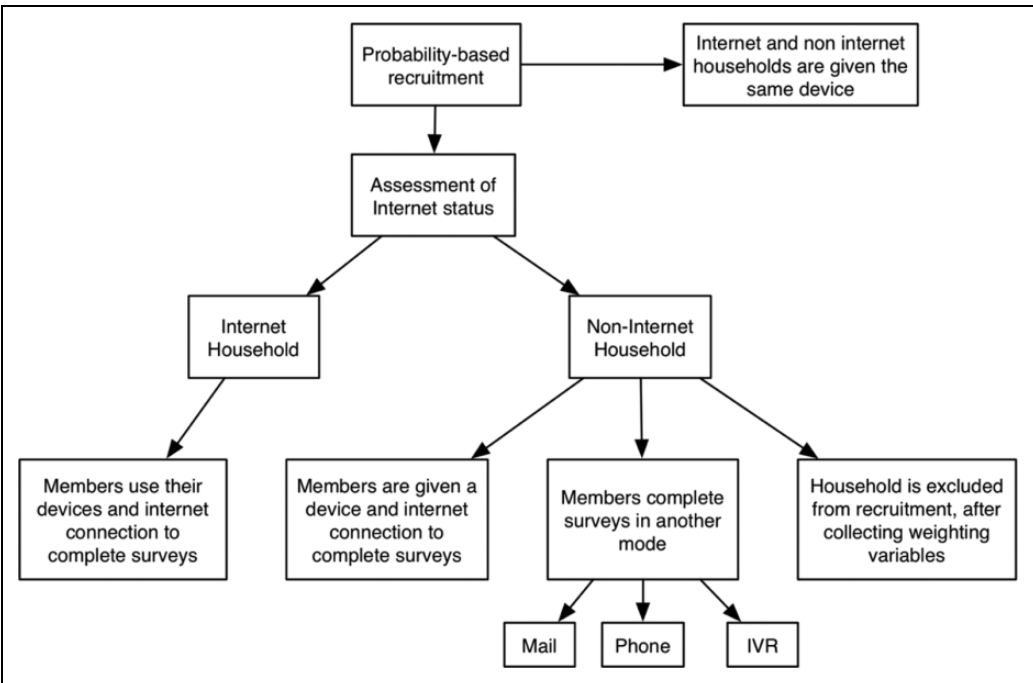 Probability-based
recruitment
Internet and non internet
households are given the
same device
Assessment of
Internet status
Internet
Household
Non-Internet
Household
Members use their
devices and internet
connection to
complete surveys
Members are given a
device and internet
connection to
complete surveys
Members complete
surveys in another
mode
Household is excluded
from recruitment, after
collecting weighting
variables
Mail
Phone
IVR